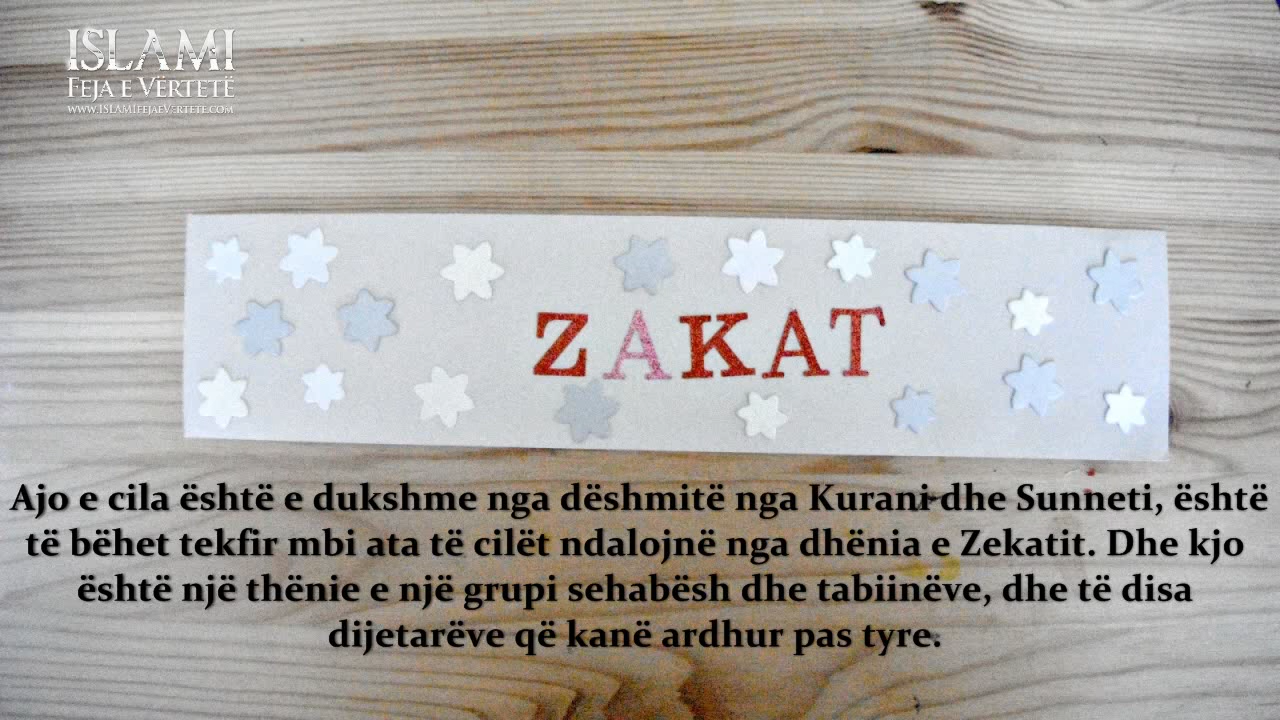 ISLAMI
FEJA E VËRTETË
WWW.ISLAMIFEJAEVERTETE.COM
ZAKAT
Ajo e cila është e dukshme nga dëshmitë nga Kurani dhe Sunneti, është
të bëhet tekfir mbi ata të cilët ndalojnë nga dhënia e Zekatit. Dhe kjo
është një thënie e një grupi sehabësh dhe tabiinëve, dhe të disa
dijetarëve që kanë ardhur pas tyre.